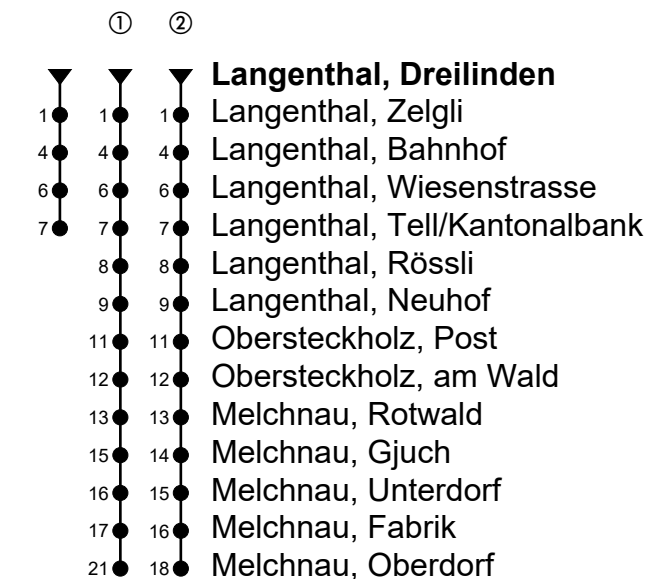 ① ②
Langenthal, Dreilinden
1 1 1 Langenthal, Zelgli
4 4 4 Langenthal, Bahnhof
6 6 6 Langenthal, Wiesenstrasse
7 7 7 Langenthal, Tell/Kantonalbank
8 8 Langenthal, Rössli
9 9 Langenthal, Neuhof
11 11 Obersteckholz, Post
12 12 Obersteckholz, am Wald
13 13 Melchnau, Rotwald
15 14 Melchnau, Gjuch
16 15 Melchnau, Unterdorf
17 16 Melchnau, Fabrik
21 18 Melchnau, Oberdorf